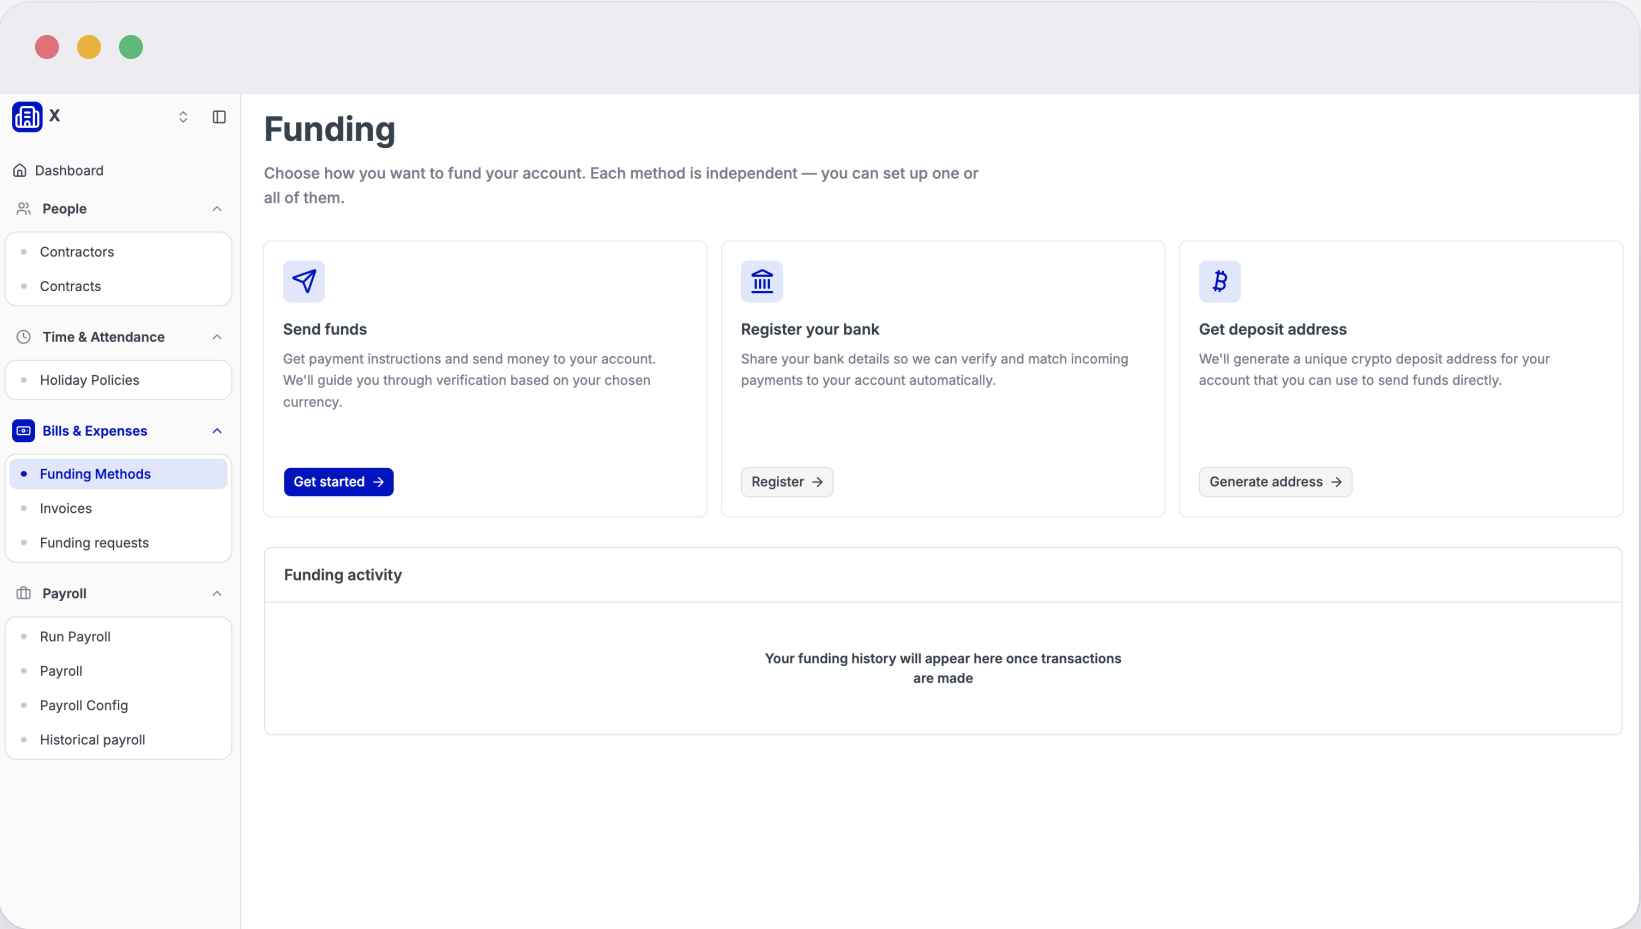 X
Dashboard
People
Contractors
Contracts
Time & Attendance
Holiday Policies
Bills & Expenses
Funding Methods
Invoices
Funding requests
Payroll
Run Payroll
Payroll
Payroll Config
Historical payroll
Funding
Choose how you want to fund your account. Each method is independent — you can set up one or
all of them.
Send funds
Get payment instructions and send money to your account.
We'll guide you through verification based on your chosen
currency.
Get started
Register your bank
Share your bank details so we can verify and match incoming
payments to your account automatically.
Register
Get deposit address
We'll generate a unique crypto deposit address for your
account that you can use to send funds directly.
Generate address
Funding activity
Your funding history will appear here once transactions
are made